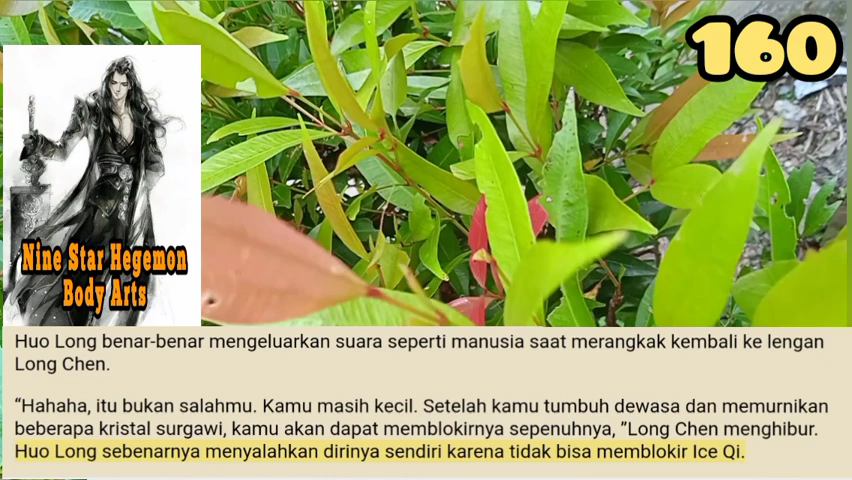 160
Nine Star Hegemon
Body Arts
Huo Long benar-benar mengeluarkan suara seperti manusia saat merangkak kembali ke lengan
Long Chen.
“Hahaha, itu bukan salahmu. Kamu masih kecil. Setelah kamu tumbuh dewasa dan memurnikan
beberapa kristal surgawi, kamu akan dapat memblokirnya sepenuhnya, ”Long Chen menghibur.
Huo Long sebenarnya menyalahkan dirinya sendiri karena tidak bisa memblokir Ice Qi.